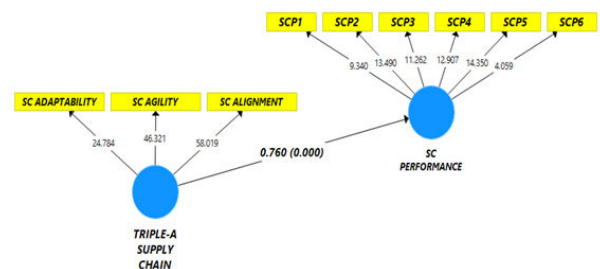 SCP1 SCP2 SCP3 SCP4 SCP5 SCP6
9.340 13.490 11.262 12.907 14.350 4.059
SC ADAPTABILITY SC AGILITY SC ALIGNMENT
24.784 46.321 58.019
0.760 (0.000)
SC
PERFORMANCE
TRIPLE-A
SUPPLY
CHAIN